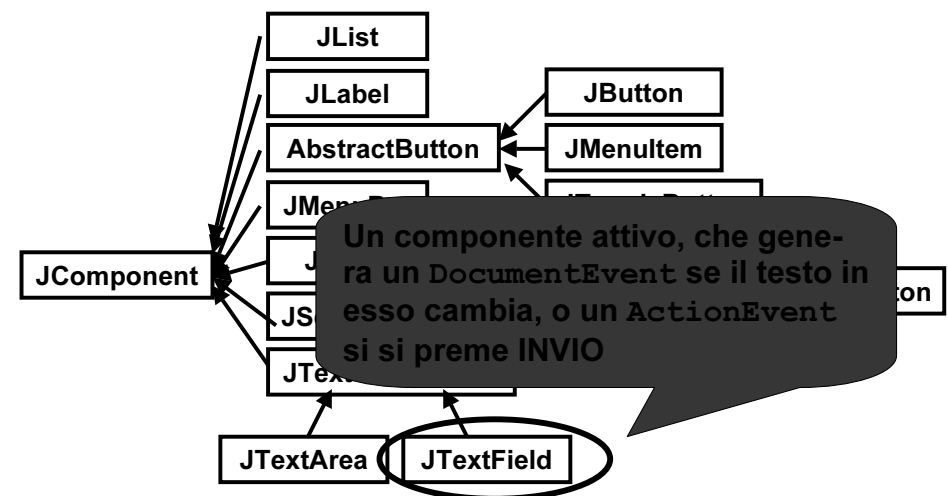 JList
JLabel
JButton
AbstractButton
JMenuItem
Un componente attivo, che gene-
ra un DocumentEvent se il testo in
esso cambia, o un ActionEvent
si si preme INVIO
JComponent
JTextArea
JTextField